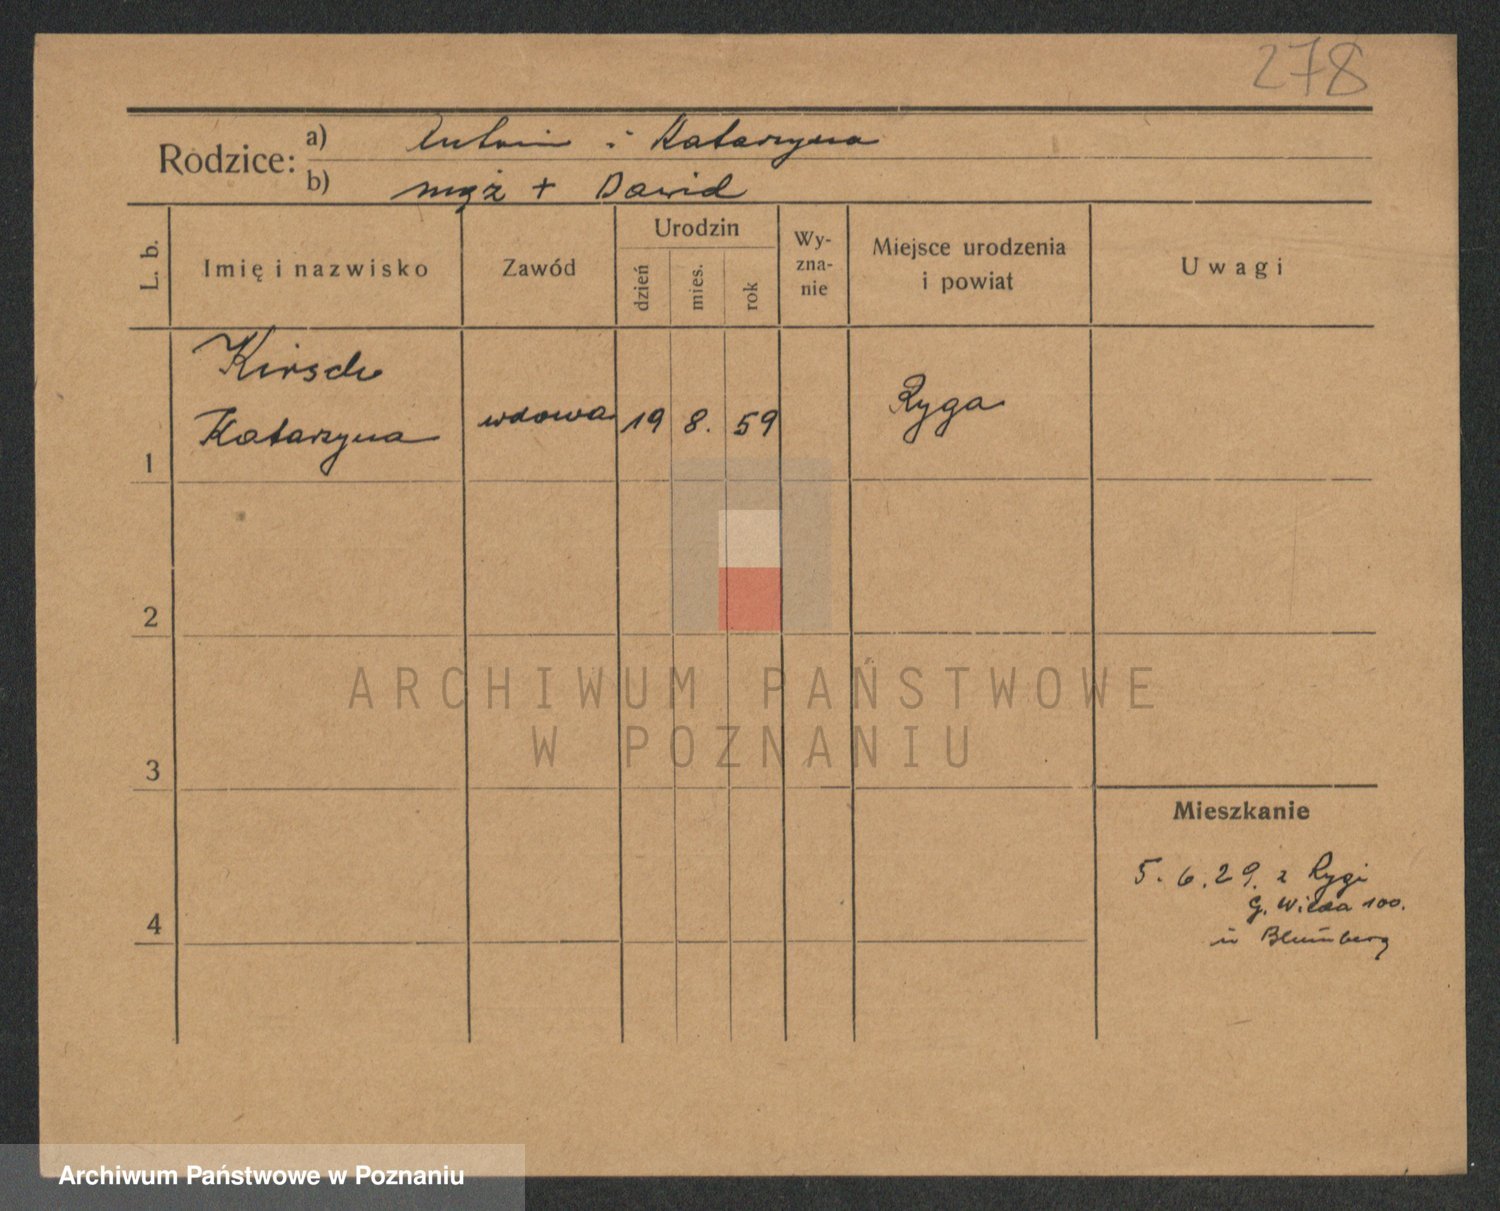 278
Rodzice: a) Antoni i Katarzyna
b) mąż + Dawid
L. b.
Imię i nazwisko
Zawód
Urodzin
dzień
mies.
rok
Wy-
zna-
nie
Miejsce urodzenia
i powiat
Uwagi
Kirsch
Katarzyna
wdowa
19
8.
59
Ryga
1
2
3
4
Mieszkanie
5. 6. 29. z Rygi
G. Wilda 100.
u Blumberg
ARCHIWUM PAŃSTWOWE
W POZNANIU
Archiwum Państwowe w Poznaniu